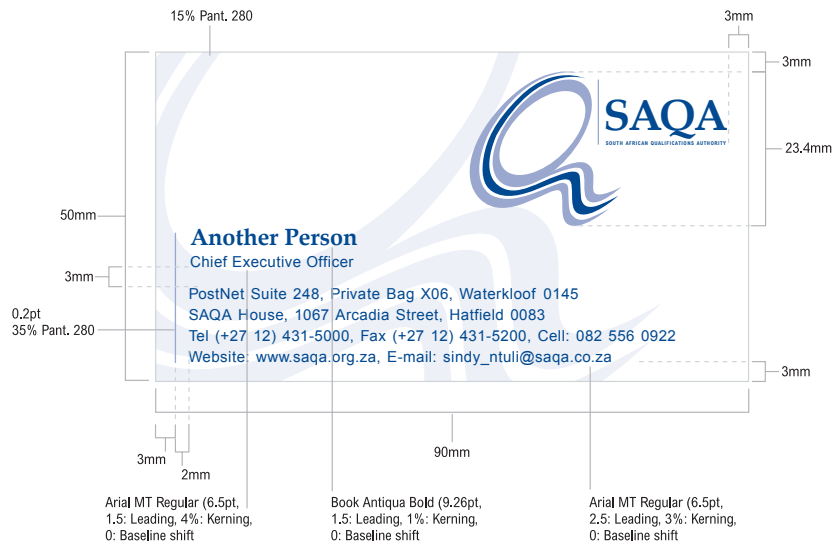 15% Pant. 280
3mm
3mm
SAQA
SOUTH AFRICAN QUALIFICATIONS AUTHORITY
23.4mm
50mm
Another Person
Chief Executive Officer
3mm
PostNet Suite 248, Private Bag X06, Waterkloof 0145
0.2pt
35% Pant. 280
SAQA House, 1067 Arcadia Street, Hatfield 0083
Tel (+27 12) 431-5000, Fax (+27 12) 431-5200, Cell: 082 556 0922
Website: www.saqa.org.za, E-mail: sindy_ntuli@saqa.co.za
3mm
90mm
3mm
2mm
Arial MT Regular (6.5pt,
1.5: Leading, 4%: Kerning,
0: Baseline shift
Book Antiqua Bold (9.26pt,
1.5: Leading, 1%: Kerning,
0: Baseline shift
Arial MT Regular (6.5pt,
2.5: Leading, 3%: Kerning,
0: Baseline shift